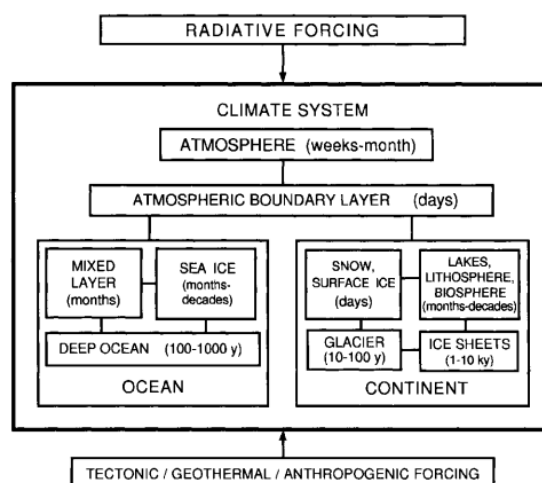 RADIATIVE FORCING
CLIMATE SYSTEM
ATMOSPHERE (weeks-month)
ATMOSPHERIC BOUNDARY LAYER (days)
MIXED
LAYER
(months)
SEA ICE
(months-
decades)
DEEP OCEAN (100-1000 y)
OCEAN
SNOW,
SURFACE ICE
(days)
LAKES,
LITHOSPHERE,
BIOSPHERE
(months-decades)
GLACIER
(10-100 y)
ICE SHEETS
(1-10 ky)
CONTINENT
TECTONIC / GEOTHERMAL / ANTHROPOGENIC FORCING